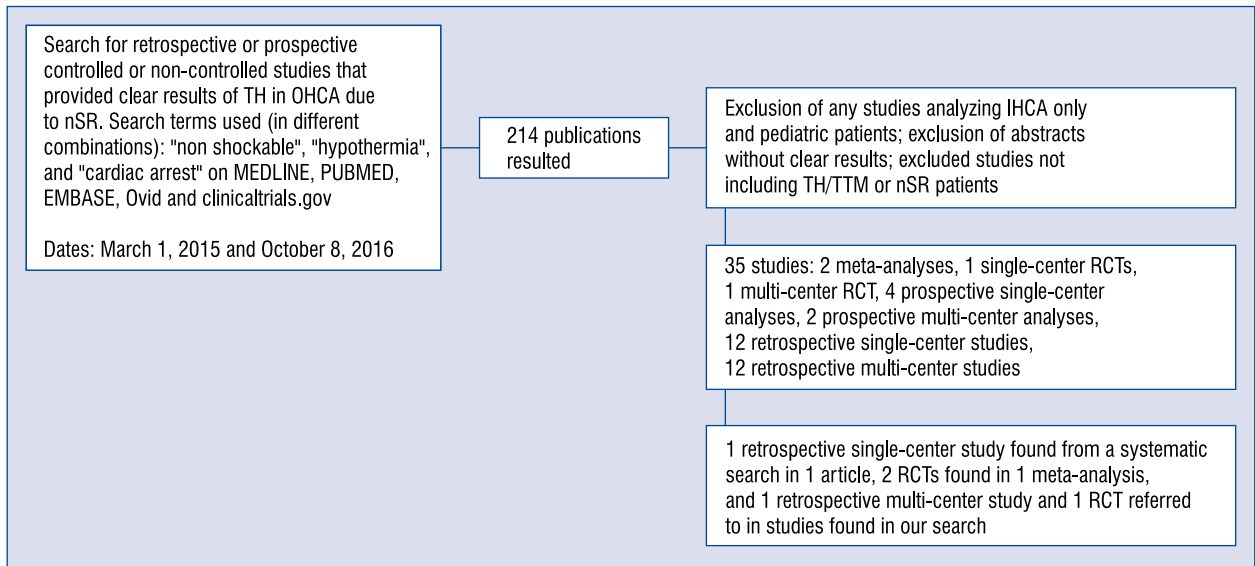 Search for retrospective or prospective
controlled or non-controlled studies that
provided clear results of TH in OHCA due
to nSR. Search terms used (in different
combinations): "non shockable", "hypothermia",
and "cardiac arrest" on MEDLINE, PUBMED,
EMBASE, Ovid and clinicaltrials.gov
Dates: March 1, 2015 and October 8, 2016
214 publications
resulted
Exclusion of any studies analyzing IHCA only
and pediatric patients; exclusion of abstracts
without clear results; excluded studies not
including TH/TTM or nSR patients
35 studies: 2 meta-analyses, 1 single-center RCTs,
1 multi-center RCT, 4 prospective single-center
analyses, 2 prospective multi-center analyses,
12 retrospective single-center studies,
12 retrospective multi-center studies
1 retrospective single-center study found from a systematic
search in 1 article, 2 RCTs found in 1 meta-analysis,
and 1 retrospective multi-center study and 1 RCT referred
to in studies found in our search